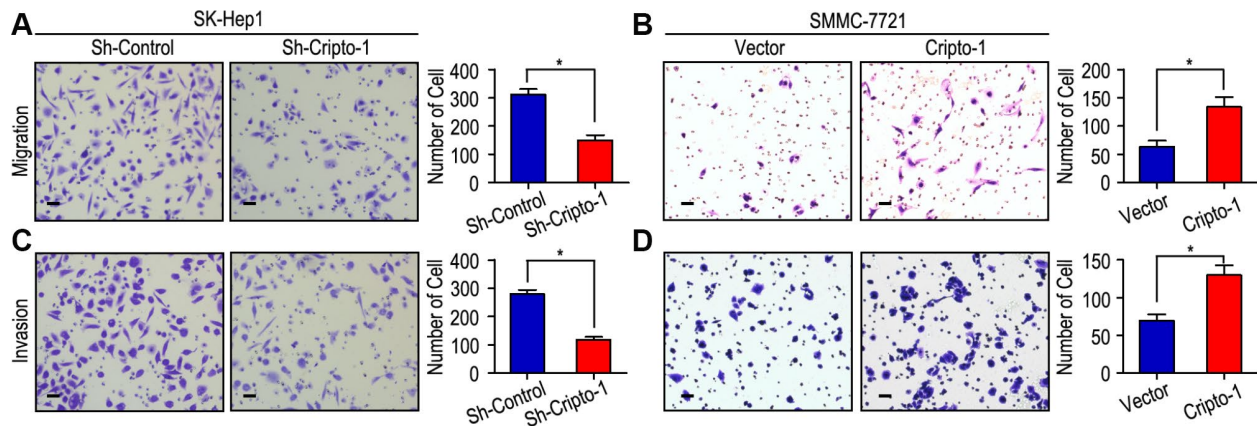 A
SK-Hep1
Sh-Control
Sh-Cripto-1
Migration
Number of Cell
400
300
200
100
0
*
Sh-Control
Sh-Cripto-1
B
SMMC-7721
Vector
Cripto-1
Number of Cell
200
150
100
50
0
*
Vector
Cripto-1
C
Invasion
Number of Cell
400
300
200
100
0
*
Sh-Control
Sh-Cripto-1
D
Number of Cell
150
100
50
0
*
Vector
Cripto-1